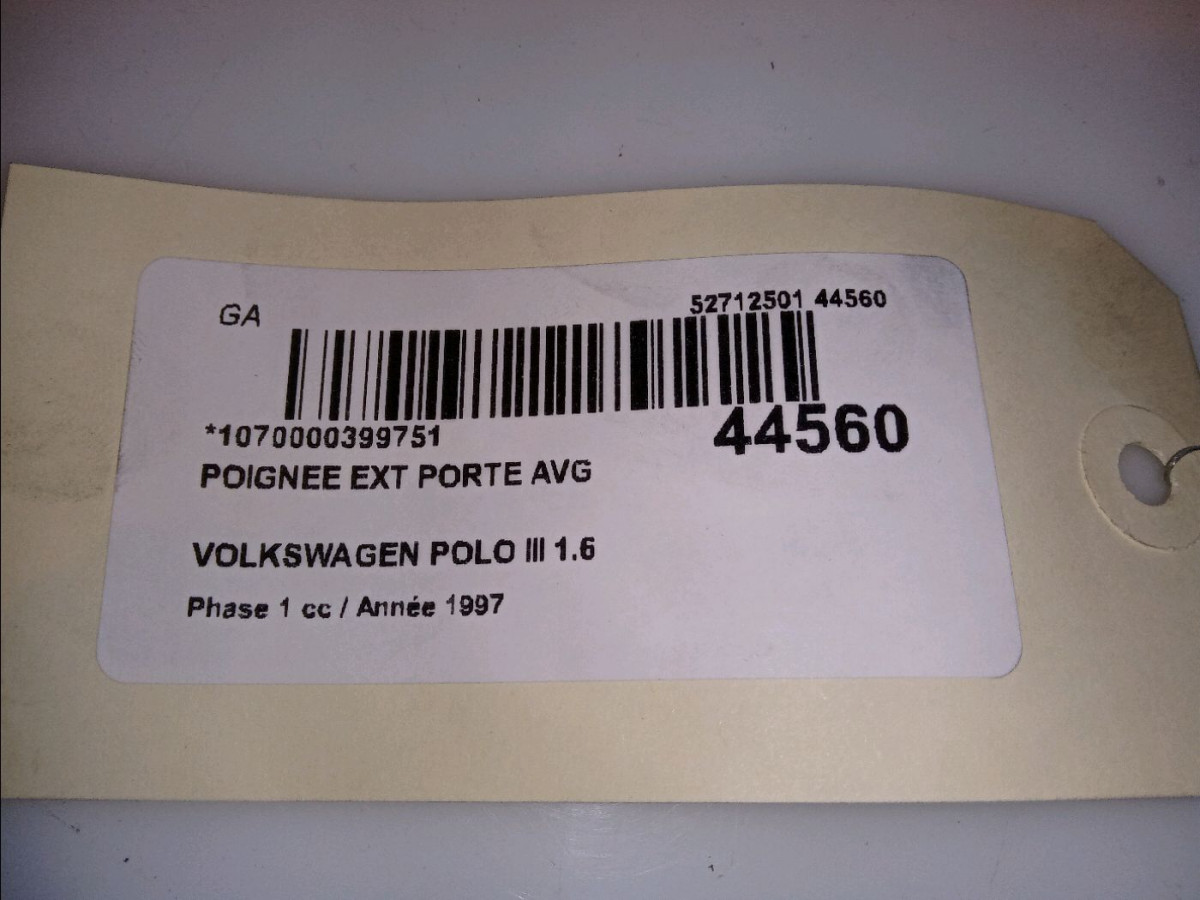 GA
52712501 44560
*1070000399751
44560
POIGNEE EXT PORTE AVG
VOLKSWAGEN POLO III 1.6
Phase 1 cc / Année 1997